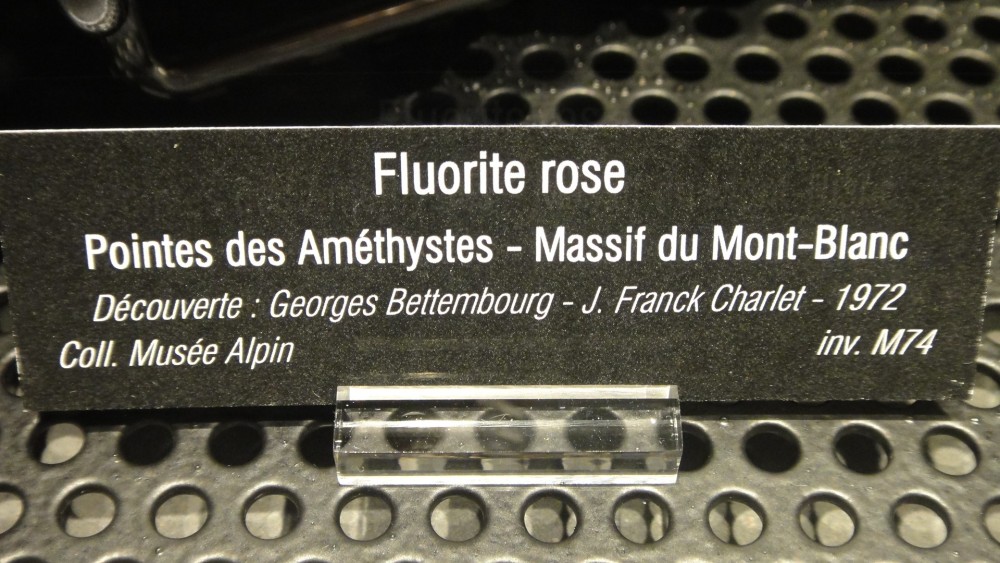 Fluorite rose
Pointes des Améthystes - Massif du Mont-Blanc
Découverte : Georges Bettembourg - J. Franck Charlet - 1972
Coll. Musée Alpin inv. M74